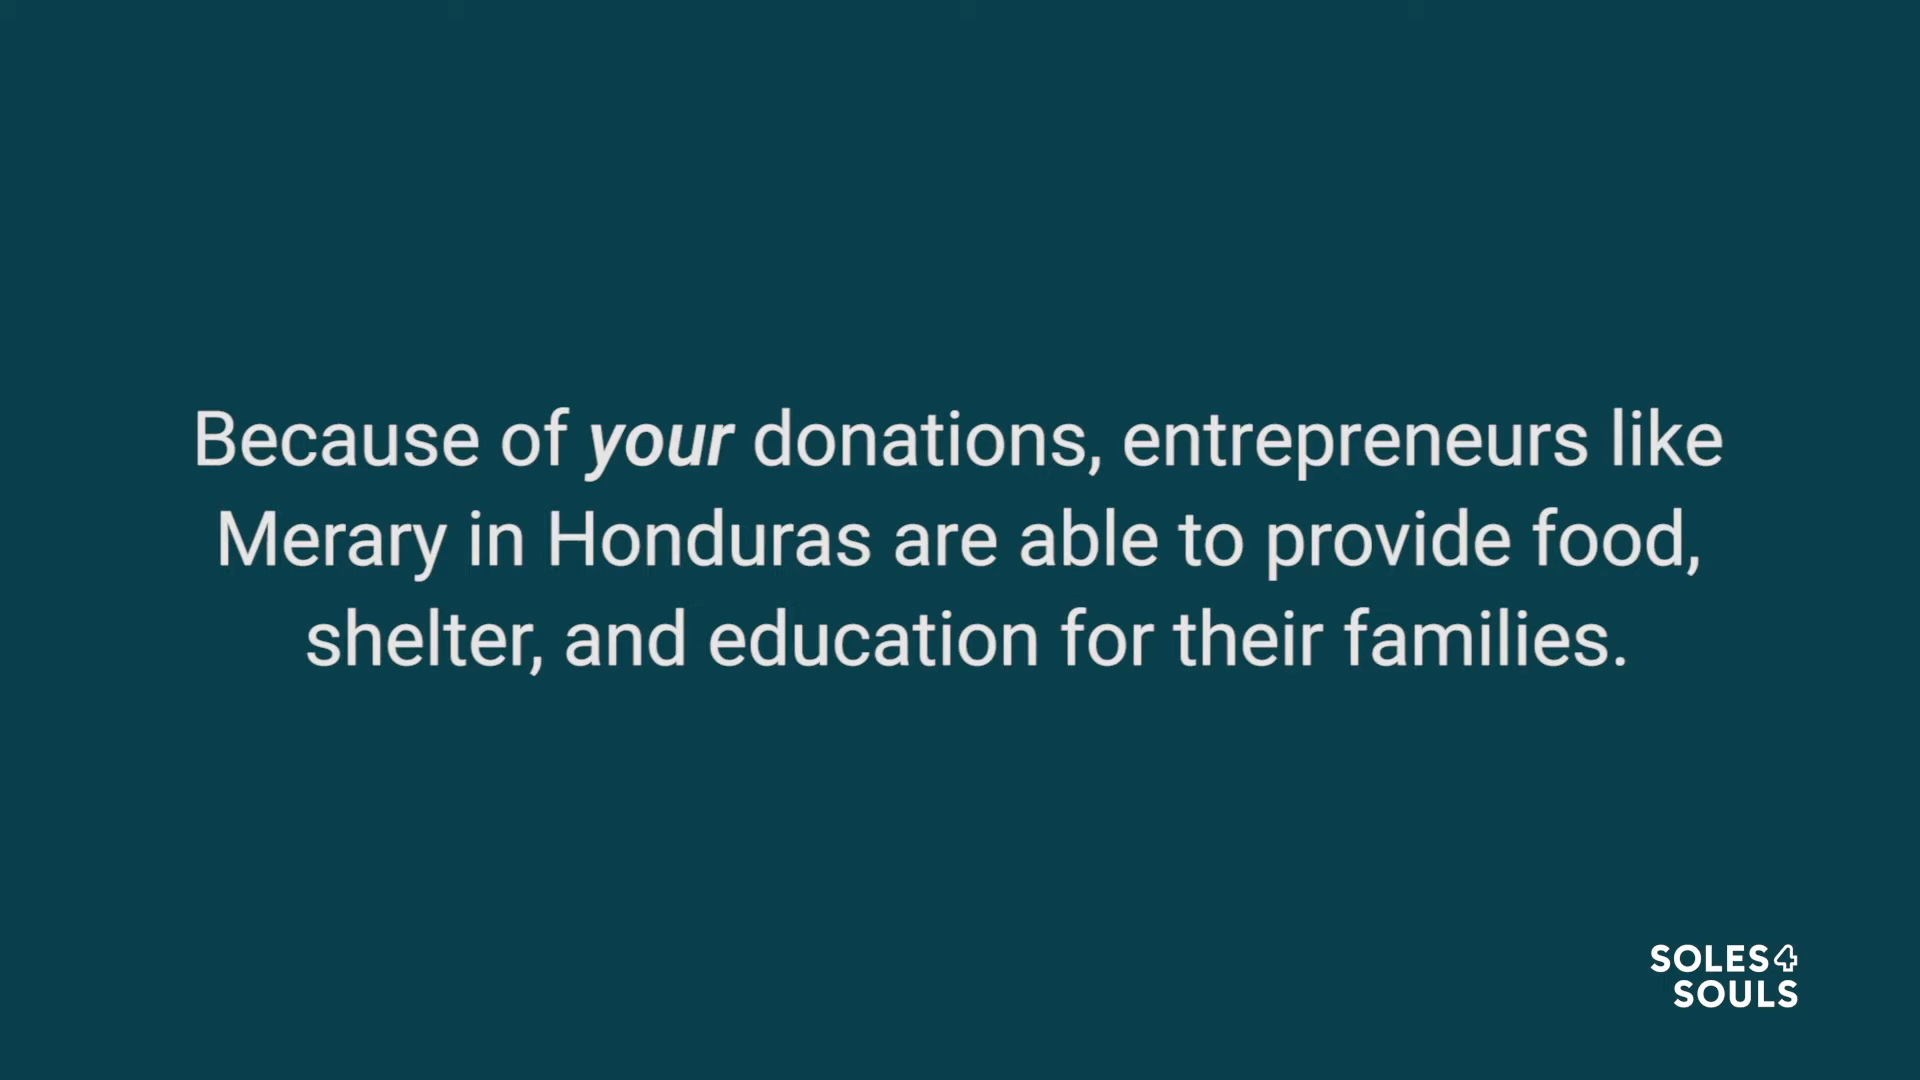 Because of your donations, entrepreneurs like
Merary in Honduras are able to provide food,
shelter, and education for their families.
SOLES4
SOULS